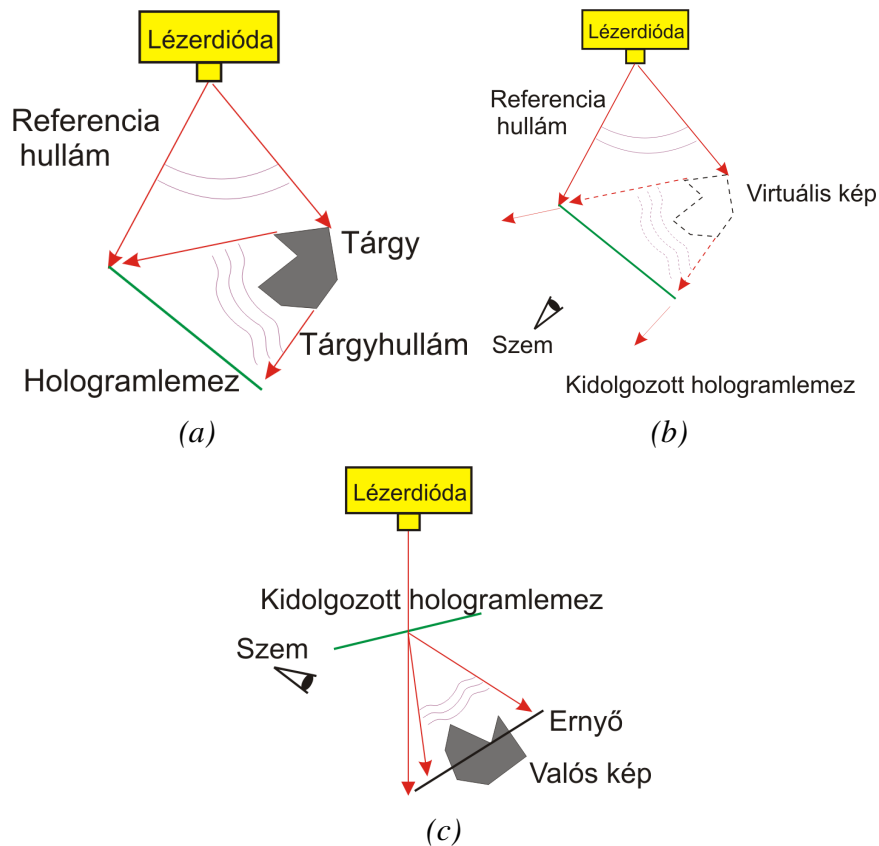 Lézerdióda
Referencia
hullám
Tárgy
Tárgyhullám
Hologramlemez
(a)
Lézerdióda
Referencia
hullám
Virtuális kép
Szem
Kidolgozott hologramlemez
(b)
Lézerdióda
Kidolgozott hologramlemez
Szem
Ernyő
Valós kép
(c)